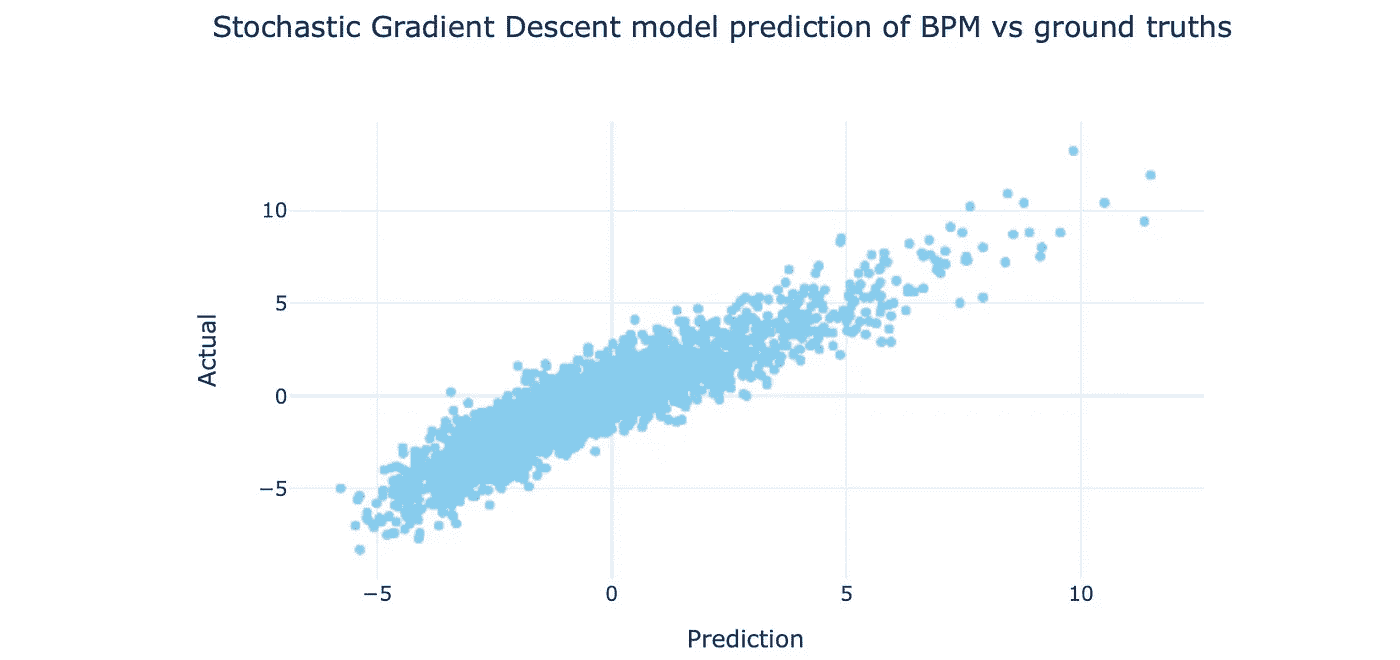 Stochastic Gradient Descent model prediction of BPM vs ground truths
10
5
0
−5
Actual
−5 0 5 10
Prediction